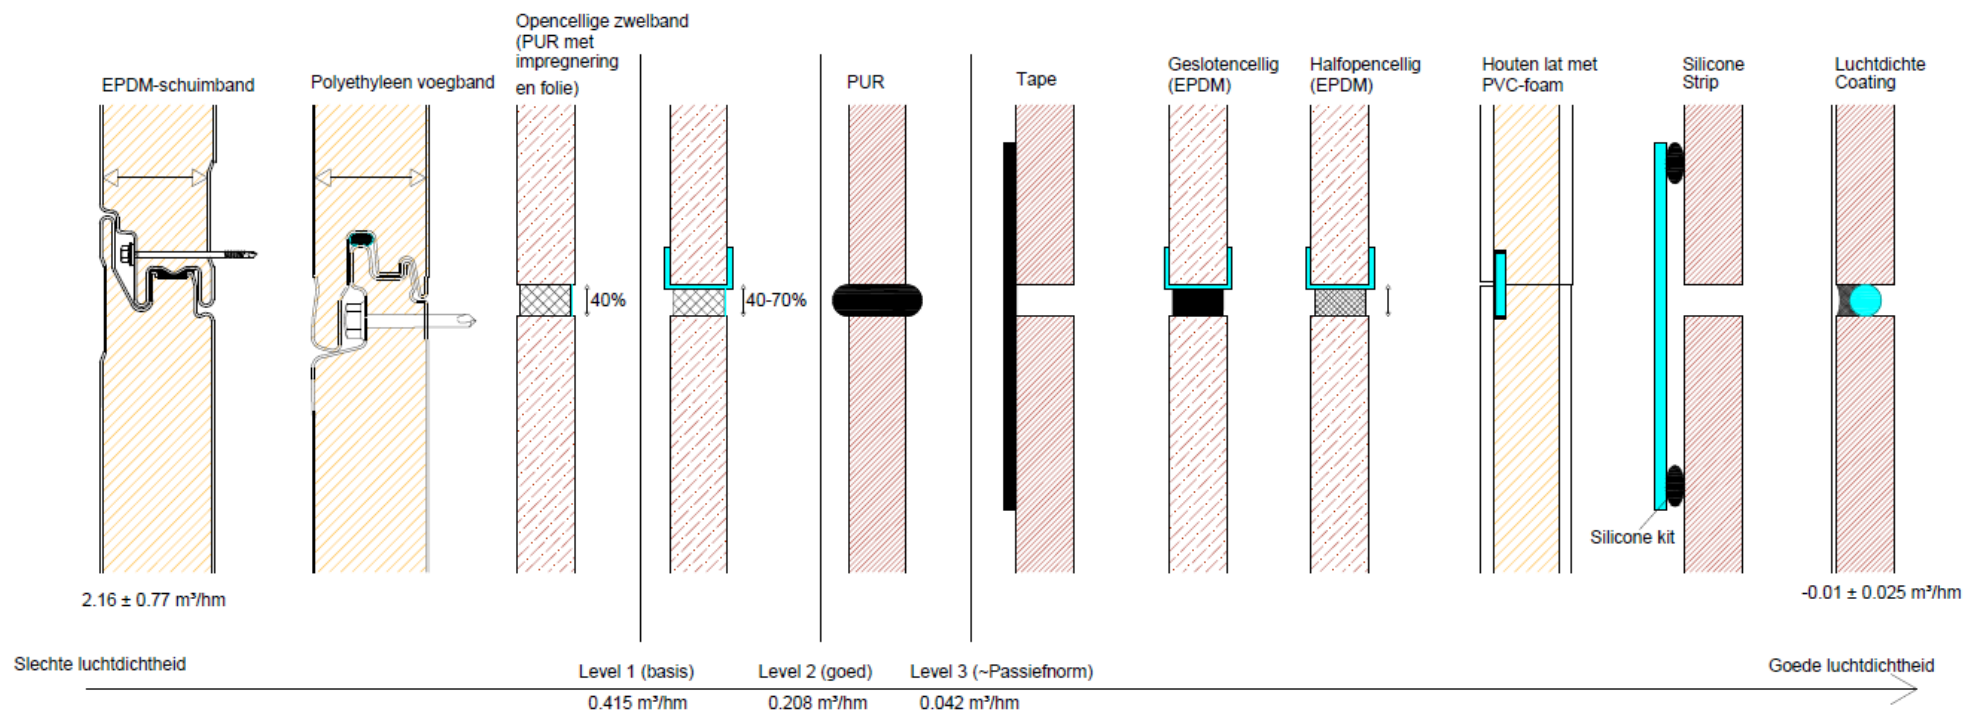 Opencellige zwelband
(PUR met
impregnering
en folie)
EPDM-schuimband
Polyethyleen voegband
PUR
Tape
Geslotencellig
(EPDM)
Halfopencellig
(EPDM)
Houten lat met
PVC-foam
Silicone
Strip
Luchtdichte
Coating
40%
40-70%
Silicone kit
2.16 ± 0.77 m³/hm
-0.01 ± 0.025 m³/hm
Slechte luchtdichtheid
Level 1 (basis)
Level 2 (goed)
Level 3 (~Passiefnorm)
Goede luchtdichtheid
0.415 m³/hm
0.208 m³/hm
0.042 m³/hm